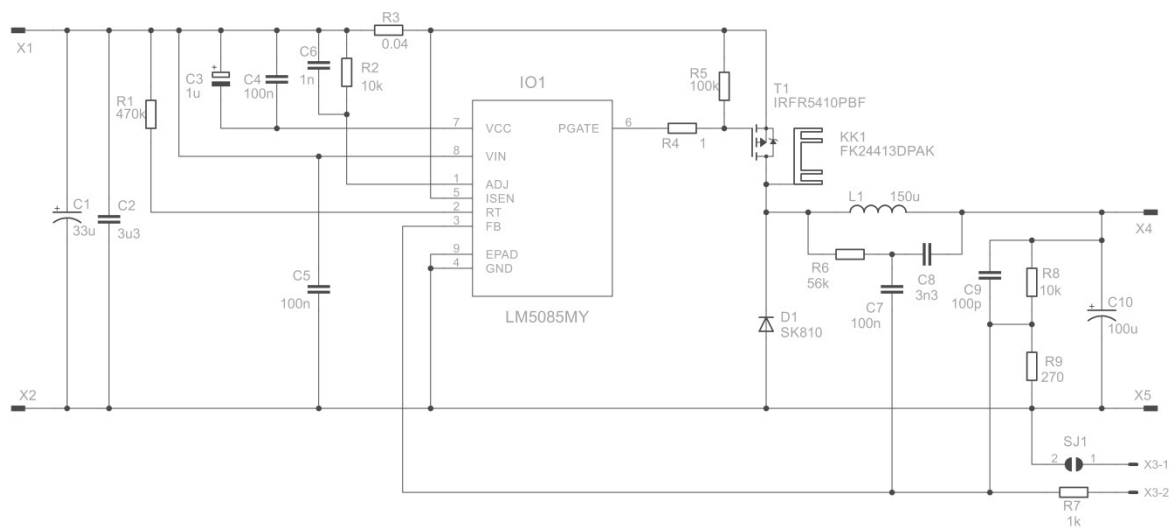 X1
R3
0.04
C3
1u
C4
100n
C6
1n
R2
10k
R1
470k
IO1
7
VCC
8
VIN
1
ADJ
5
ISEN
2
RT
3
FB
9
EPAD
4
GND
PGATE
6
LM5085MY
R4
1
R5
100k
T1
IRFR5410PBF
KK1
FK24413DPAK
L1
150u
X4
C1
33u
C2
3u3
C5
100n
R6
56k
C8
3n3
C7
100n
C9
100p
R8
10k
C10
100u
D1
SK810
R9
270
X2
X5
SJ1
2
1
X3-1
X3-2
R7
1k